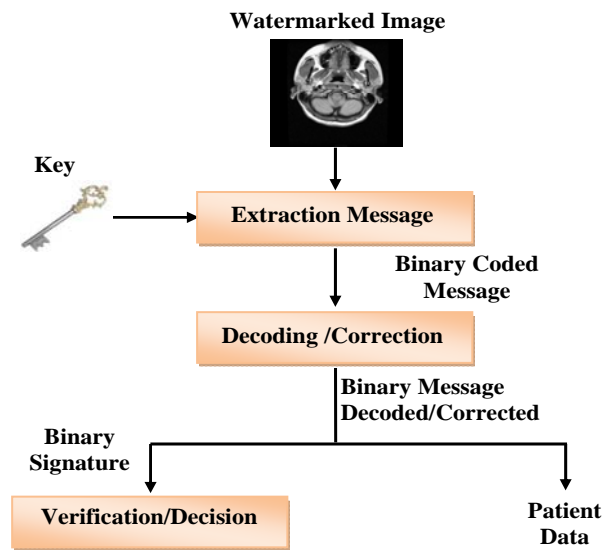 Watermarked Image
Key
Extraction Message
Binary Coded
Message
Decoding /Correction
Binary Message
Decoded/Corrected
Binary
Signature
Verification/Decision
Patient
Data